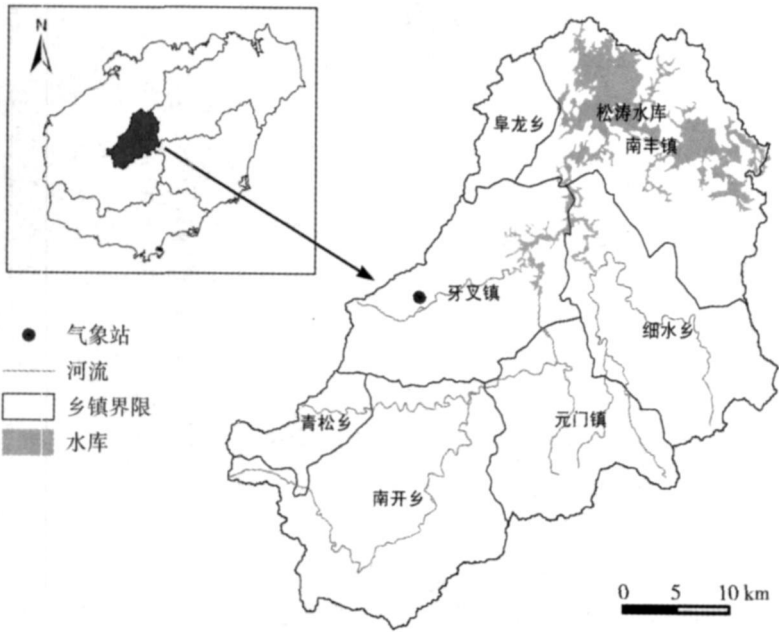 N
阜龙乡
松涛水库
南丰镇
牙叉镇
细水乡
气象站
河流
乡镇界限
水库
青松乡
元门镇
南开乡
0 5 10 km